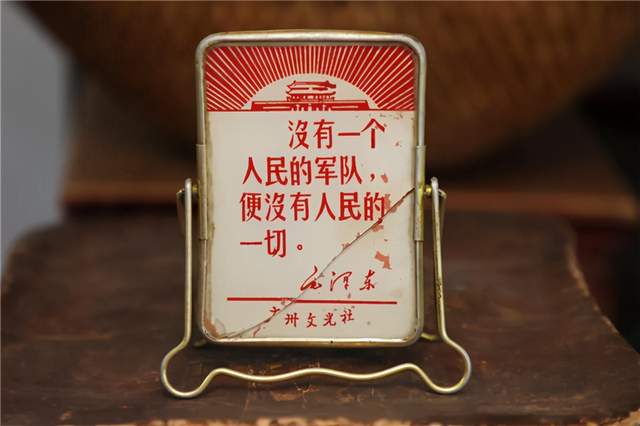 沒有一个
人民的军队，
便沒有人民的
一切。
毛泽东
广州文光社